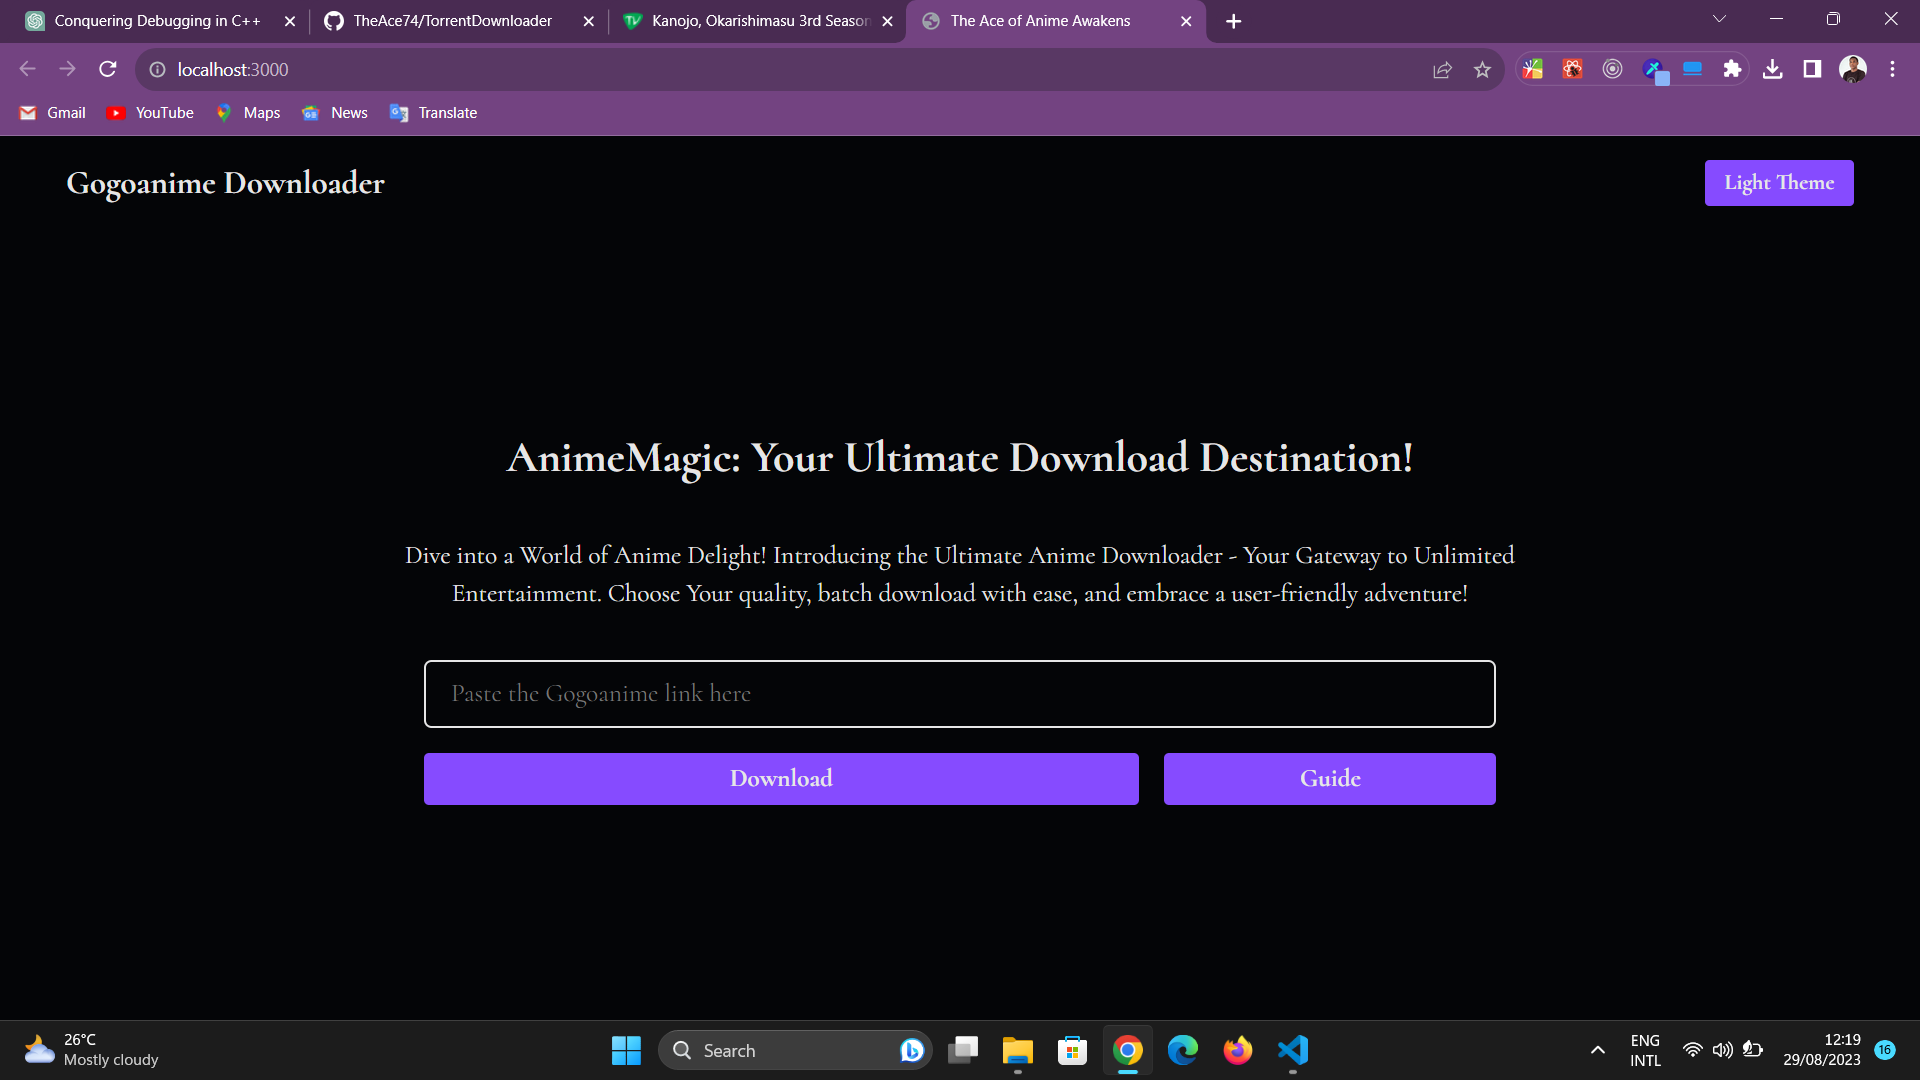 Conquering Debugging in C++
TheAce74/TorrentDownloader
Kanojo, Okarishimasu 3rd Season
The Ace of Anime Awakens
localhost:3000
Gmail
YouTube
Maps
News
Translate
Gogoanime Downloader
Light Theme
AnimeMagic: Your Ultimate Download Destination!
Dive into a World of Anime Delight! Introducing the Ultimate Anime Downloader - Your Gateway to Unlimited
Entertainment. Choose Your quality, batch download with ease, and embrace a user-friendly adventure!
Paste the Gogoanime link here
Download
Guide
26°C
Mostly cloudy
Search
ENG
INTL
12:19
29/08/2023
16